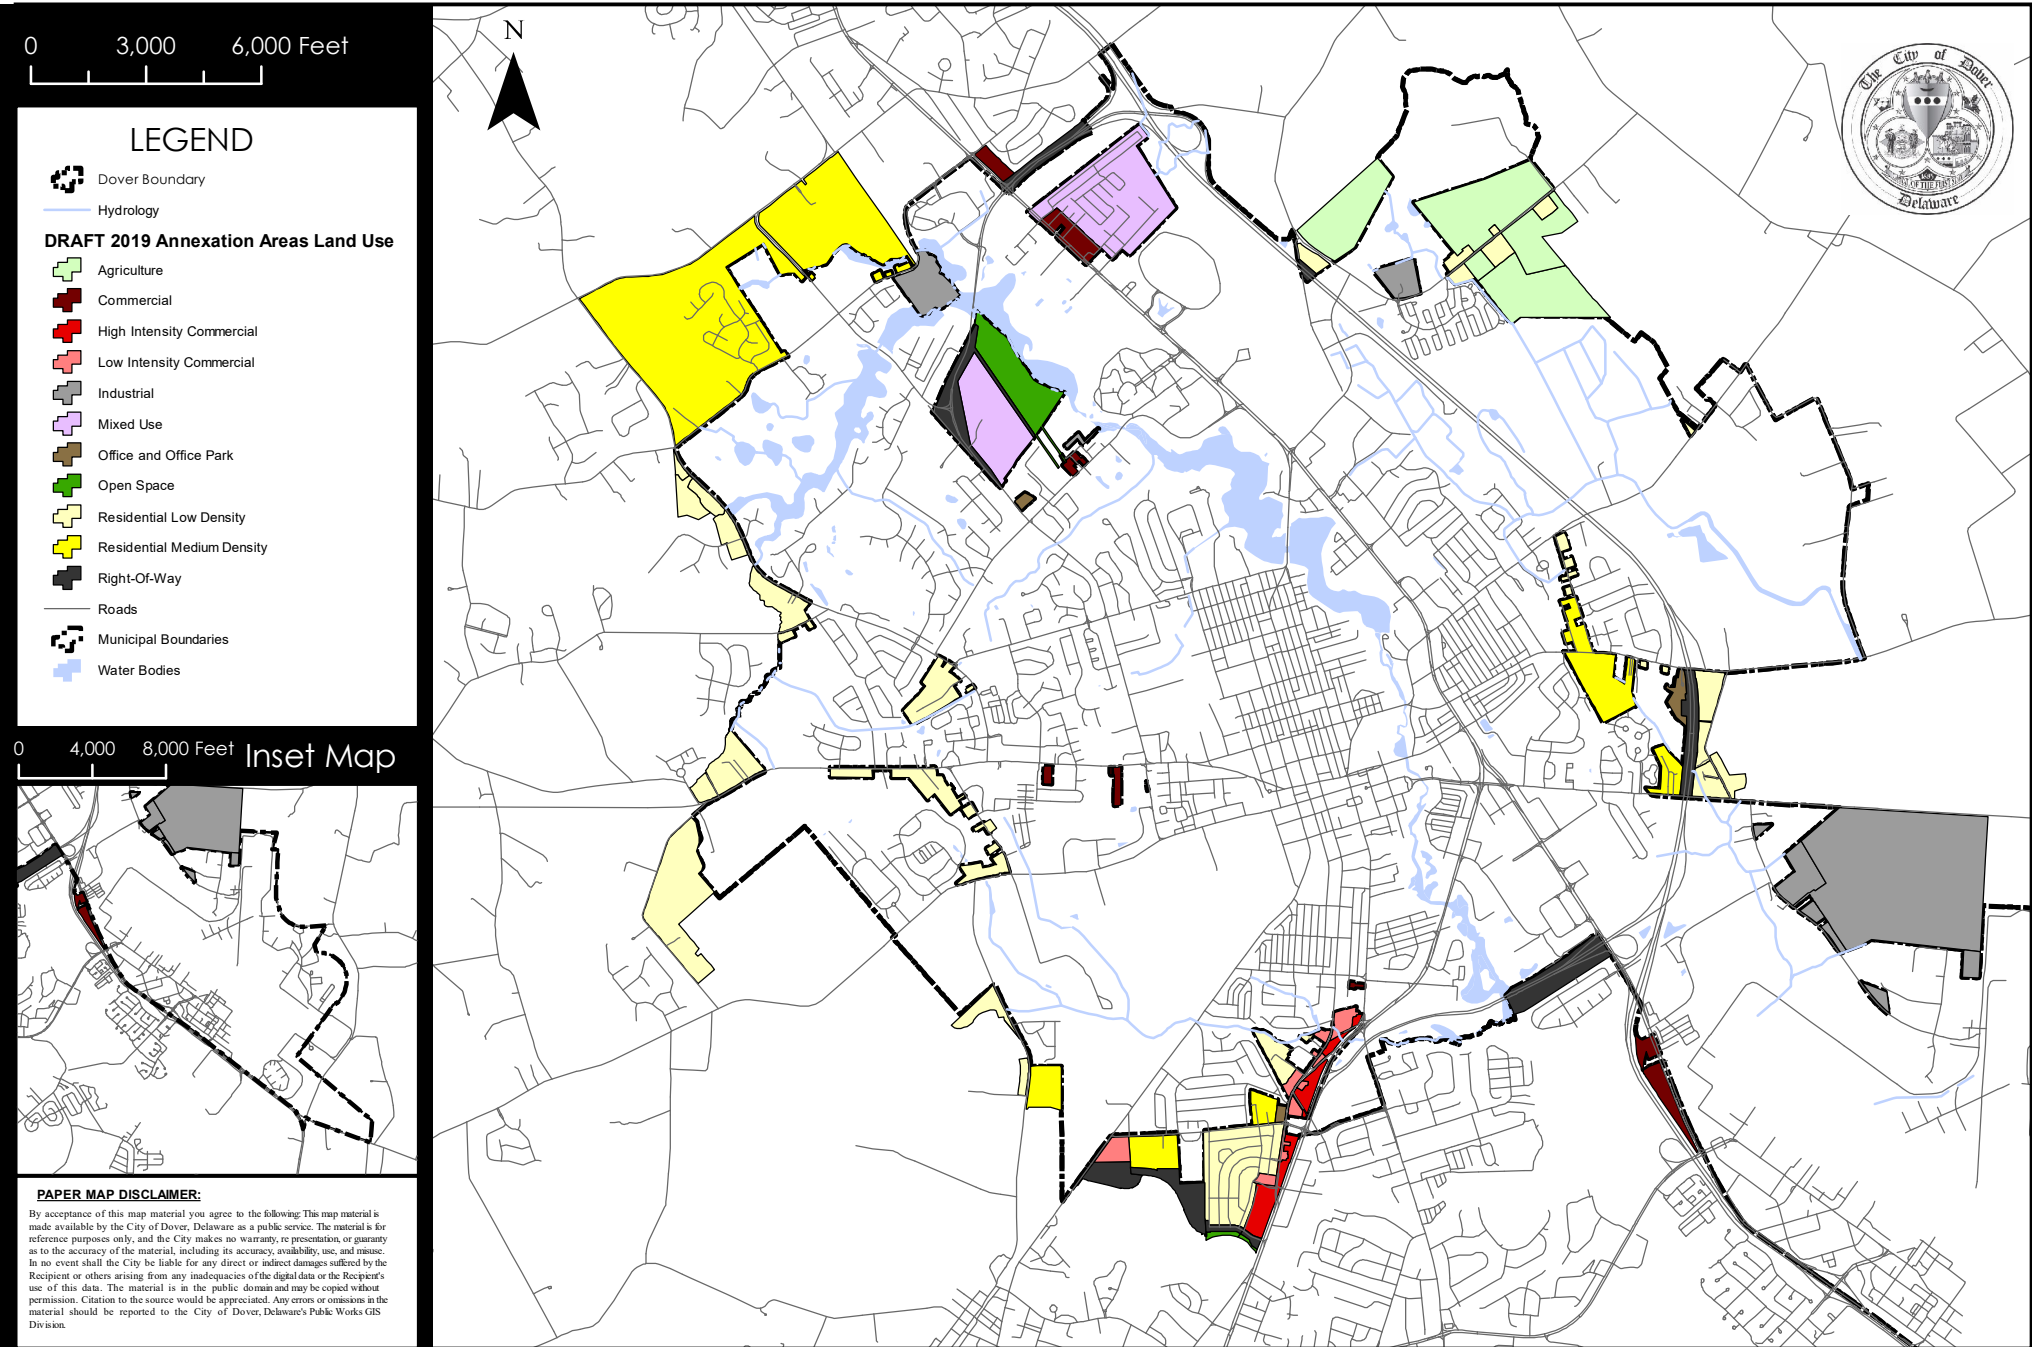 0 3,000 6,000 Feet
LEGEND
Dover Boundary
Hydrology
DRAFT 2019 Annexation Areas Land Use
Agriculture
Commercial
High Intensity Commercial
Low Intensity Commercial
Industrial
Mixed Use
Office and Office Park
Open Space
Residential Low Density
Residential Medium Density
Right-Of-Way
Roads
Municipal Boundaries
Water Bodies
0 4,000 8,000 Feet
Inset Map
PAPER MAP DISCLAIMER:
By acceptance of this map material you agree to the following: This map material is
made available by the City of Dover, Delaware as a public service. The material is for
reference purposes only, and the City makes no warranty, re presentation, or guaranty
as to the accuracy of the material, including its accuracy, availability, use, and misuse.
In no event shall the City be liable for any direct or indirect damages suffered by the
Recipient or others arising from any inadequacies of the digital data or the Recipient's
use of this data. The material is in the public domain and may be copied without
permission. Citation to the source would be appreciated. Any errors or omissions in the
material should be reported to the City of Dover, Delaware's Public Works GIS
Division.
N
The City of Dover
Delaware